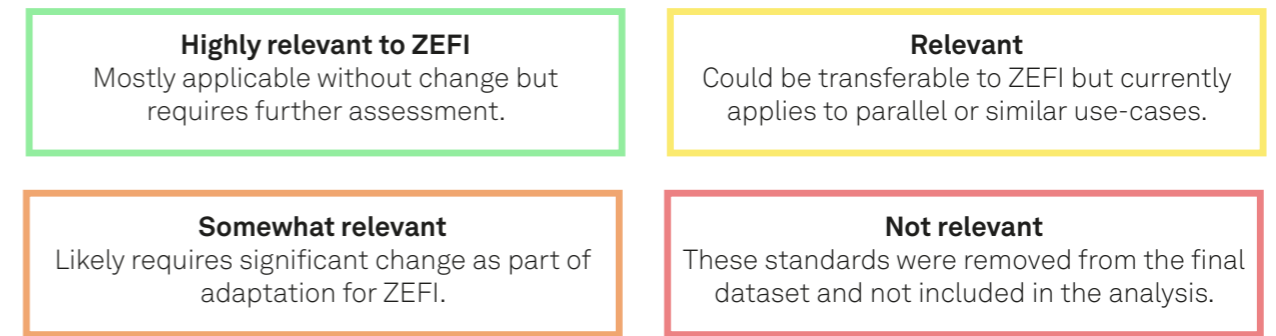 Highly relevant to ZEFI
Mostly applicable without change but
requires further assessment.
Relevant
Could be transferable to ZEFI but currently
applies to parallel or similar use-cases.
Somewhat relevant
Likely requires significant change as part of
adaptation for ZEFI.
Not relevant
These standards were removed from the final
dataset and not included in the analysis.